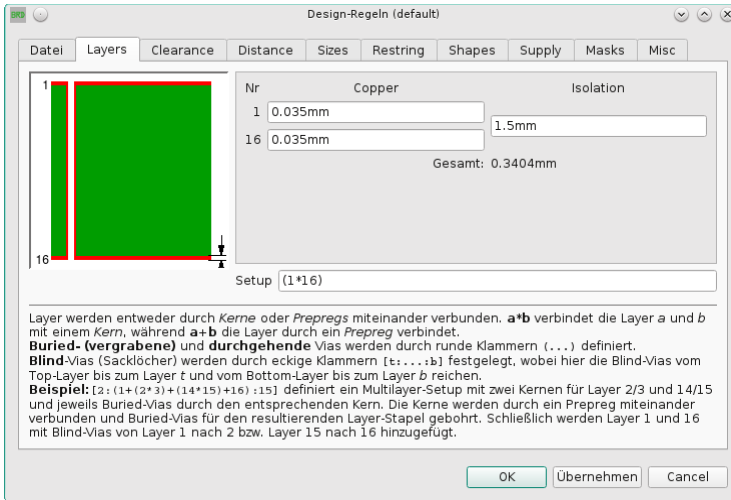 BRD
Design-Regeln (default)
Datei Layers Clearance Distance Sizes Restring Shapes Supply Masks Misc
1
16
Nr Copper Isolation
1 0.035mm
1.5mm
16 0.035mm
Gesamt: 0.3404mm
Setup (1*16)
Layer werden entweder durch Kerne oder Prepregs miteinander verbunden. a*b verbindet die Layer a und b
mit einem Kern, während a+b die Layer durch ein Prepreg verbindet.
Buried- (vergrabene) und durchgehende Vias werden durch runde Klammern (...) definiert.
Blind-Vias (Sacklöcher) werden durch eckige Klammern [t:...:b] festgelegt, wobei hier die Blind-Vias vom
Top-Layer bis zum Layer t und vom Bottom-Layer bis zum Layer b reichen.
Beispiel: [2:(1+(2*3)+(14*15)+16):15] definiert ein Multilayer-Setup mit zwei Kernen für Layer 2/3 und 14/15
und jeweils Buried-Vias durch den entsprechenden Kern. Die Kerne werden durch ein Prepreg miteinander
verbunden und Buried-Vias für den resultierenden Layer-Stapel gebohrt. Schließlich werden Layer 1 und 16
mit Blind-Vias von Layer 1 nach 2 bzw. Layer 15 nach 16 hinzugefügt.
OK Übernehmen Cancel